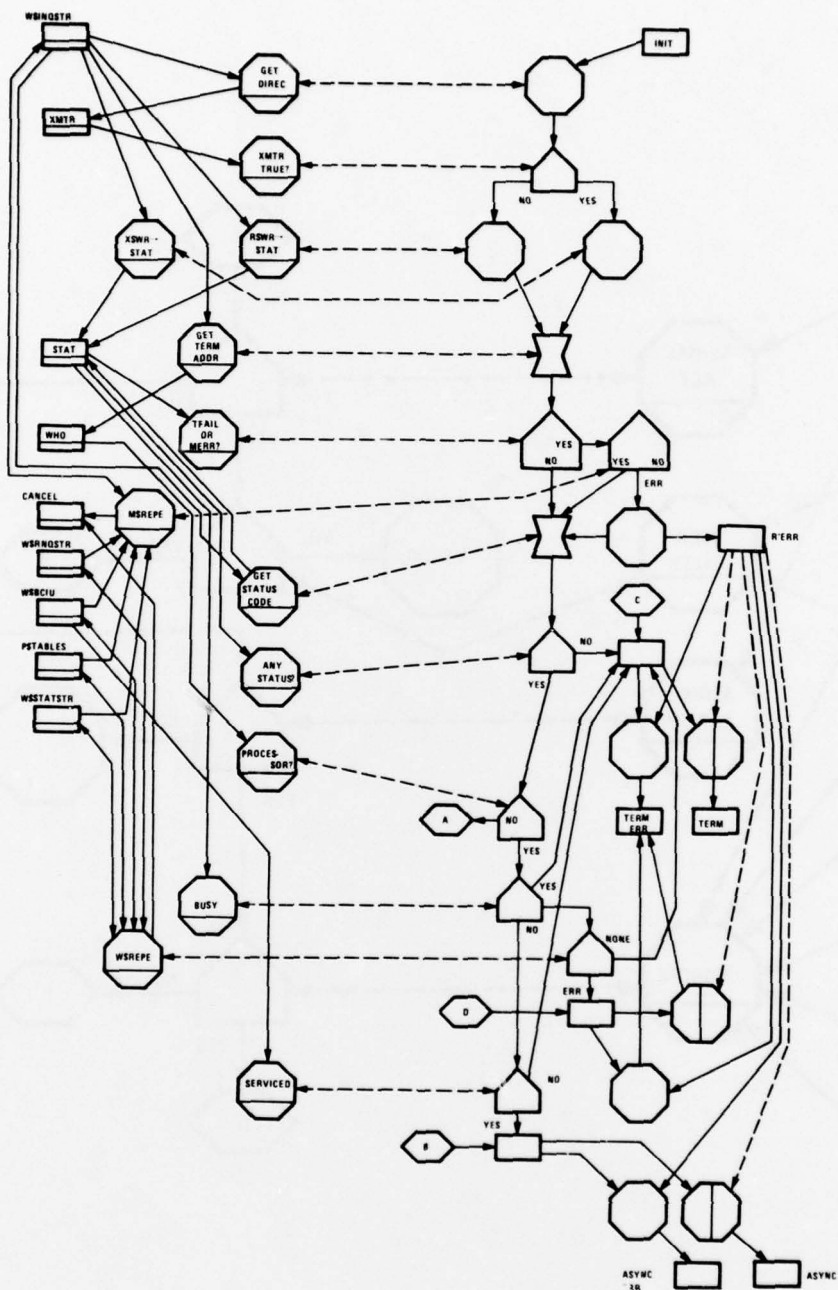 WSINQSTR
INIT
GET
DIREC
XMTR
XMTR
TRUE?
NO
YES
XSWR--
STAT
RSWR--
STAT
STAT
GET
TERM
ADDR
WHO
TFAIL
OR
MERR?
YES
NO
YES
NO
ERR
CANCEL
MSREPE
WSRNQSTR
R'ERR
WSBCIU
GET
STATUS
CODE
C
PSTABLES
ANY
STATUS?
NO
YES
WSSTATSTR
PROCES-
SOR?
A
NO
YES
TERM
ERR
TERM
BUSY
YES
NO
NONE
WSREPE
ERR
D
SERVICED
NO
YES
B
ASYNC
ASYNC